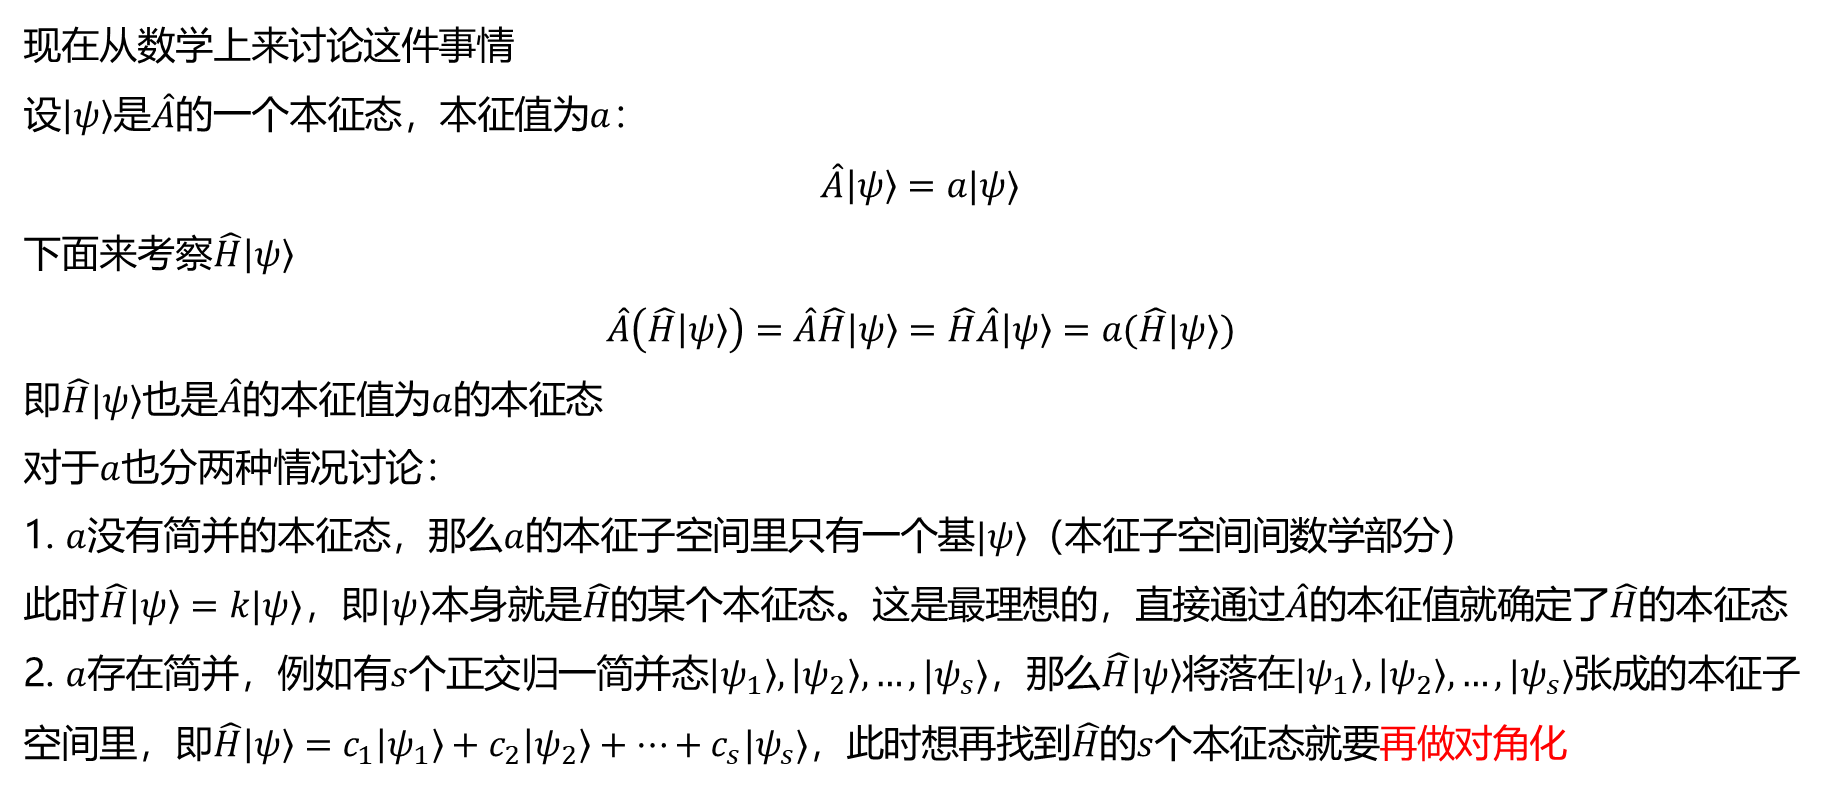 现在从数学上来讨论这件事情
设|ψ⟩是Â的一个本征态，本征值为a：
Â|ψ⟩ = a|ψ⟩
下面来考察Ĥ|ψ⟩
Â(Ĥ|ψ⟩) = ÂĤ|ψ⟩ = ĤÂ|ψ⟩ = a(Ĥ|ψ⟩)
即Ĥ|ψ⟩也是Â的本征值为a的本征态
对于a也分两种情况讨论：
1. a没有简并的本征态，那么a的本征子空间里只有一个基|ψ⟩（本征子空间间数学部分）
此时Ĥ|ψ⟩ = k|ψ⟩，即|ψ⟩本身就是Ĥ的某个本征态。这是最理想的，直接通过Â的本征值就确定了Ĥ的本征态
2. a存在简并，例如有s个正交归一简并态|ψ₁⟩, |ψ₂⟩, … , |ψₛ⟩，那么Ĥ|ψ⟩将落在|ψ₁⟩, |ψ₂⟩, … , |ψₛ⟩张成的本征子
空间里，即Ĥ|ψ⟩ = c₁|ψ₁⟩ + c₂|ψ₂⟩ + ⋯ + cₛ|ψₛ⟩，此时想再找到Ĥ的s个本征态就要再做对角化